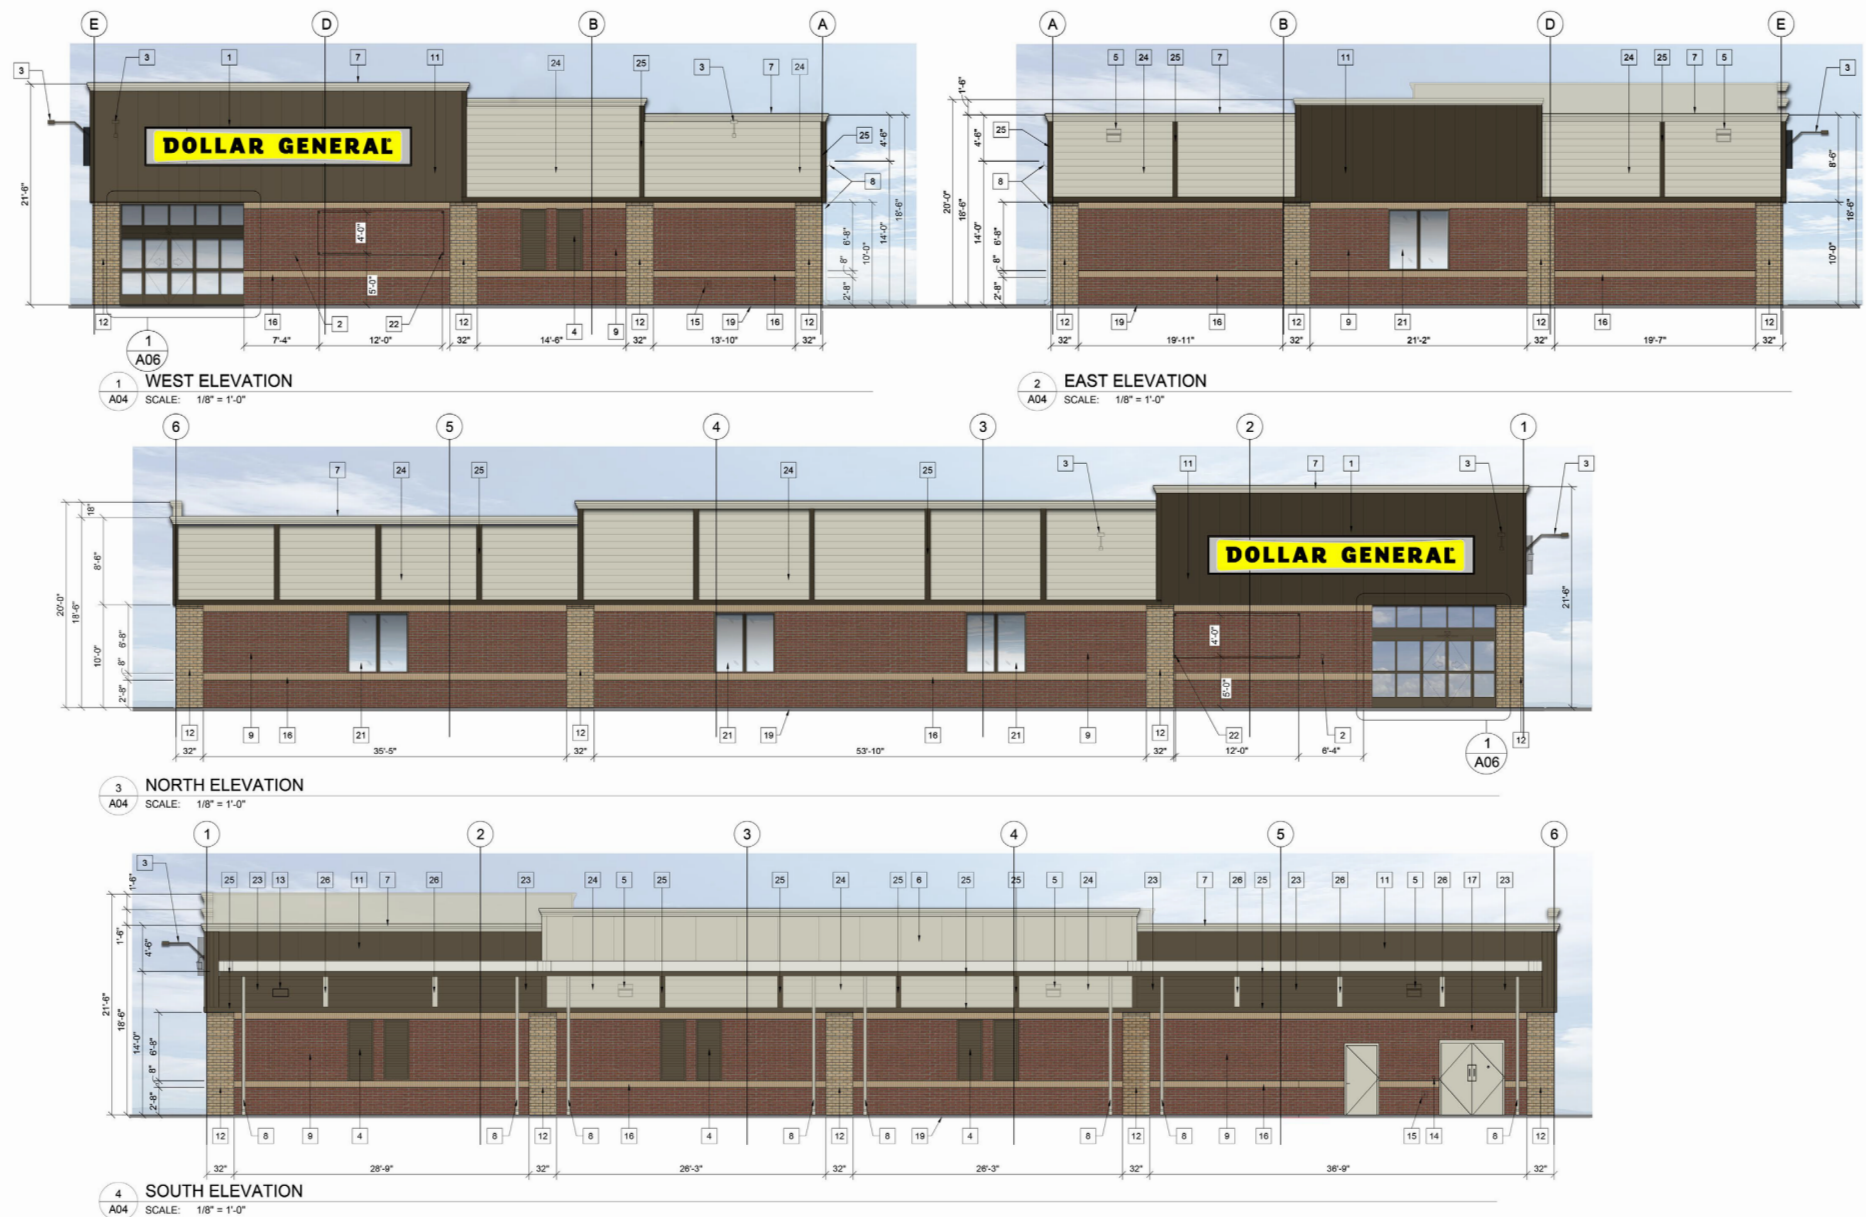 E D B A
3 3 1 7 11 24 25 3 7 24
DOLLAR GENERAL
25
8
21'-6"
4'-0"
5'-0"
4'-6"
6'-8"
8"
2'-8"
10'-0"
14'-0"
18'-6"
12 16 2 22 12 4 9 12 15 19 16 12
7'-4" 12'-0" 32" 14'-6" 32" 13'-10" 32"
1
A06
1
A04
WEST ELEVATION
SCALE: 1/8" = 1'-0"
A B D E
5 24 25 7 11 24 25 7 5 3
25
8
1'-6"
4'-6"
20'-0"
18'-6"
14'-0"
6'-8"
8"
2'-8"
8'-6"
10'-0"
18'-6"
12 19 16 12 9 21 12 16 12
32" 19'-11" 32" 21'-2" 32" 19'-7" 32"
2
A04
EAST ELEVATION
SCALE: 1/8" = 1'-0"
6 5 4 3 2 1
7 24 25 24 25 3 11 7 1 3 3
DOLLAR GENERAL
18"
8'-6"
20'-0"
18'-6"
10'-0"
6'-8"
8"
2'-8"
4'-0"
5'-0"
21'-6"
12 9 16 21 12 21 19 16 21 9 12 22 2 12
32" 35'-5" 32" 53'-10" 32" 12'-0" 6'-4"
1
A06
3
A04
NORTH ELEVATION
SCALE: 1/8" = 1'-0"
1 2 3 4 5 6
3
25 23 13 26 11 7 26 23 24 5 25 25 24 25 6 25 25 5 24 23 7 26 25 23 26 11 5 26 17 23
3
1'-6"
1'-6"
4'-6"
21'-6"
18'-6"
14'-0"
6'-8"
8"
2'-8"
12 8 9 4 8 12 8 16 4 8 12 8 19 4 8 12 8 9 16 15 14 8 12
32" 28'-9" 32" 26'-3" 32" 26'-3" 32" 36'-9" 32"
4
A04
SOUTH ELEVATION
SCALE: 1/8" = 1'-0"